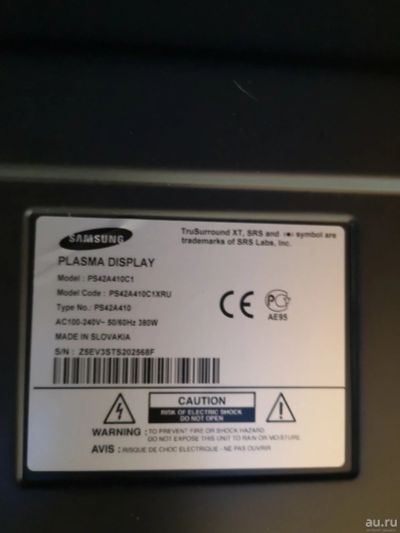 SAMSUNG
TruSurround XT, SRS and (●) symbol are
trademarks of SRS Labs, Inc.
PLASMA DISPLAY
Model : PS42A410C1
Model Code : PS42A410C1XRU
Type No. : PS42A410
AC100-240V~ 50/60Hz 380W
MADE IN SLOVAKIA
S/N : Z5EV3STS202568F
CE
PC
AE95
CAUTION
RISK OF ELECTRIC SHOCK
DO NOT OPEN
WARNING : TO PREVENT FIRE OR SHOCK HAZARD,
DO NOT EXPOSE THIS UNIT TO RAIN OR MOISTURE
AVIS : RISQUE DE CHOC ELECTRIQUE - NE PAS OUVRIR
au.ru